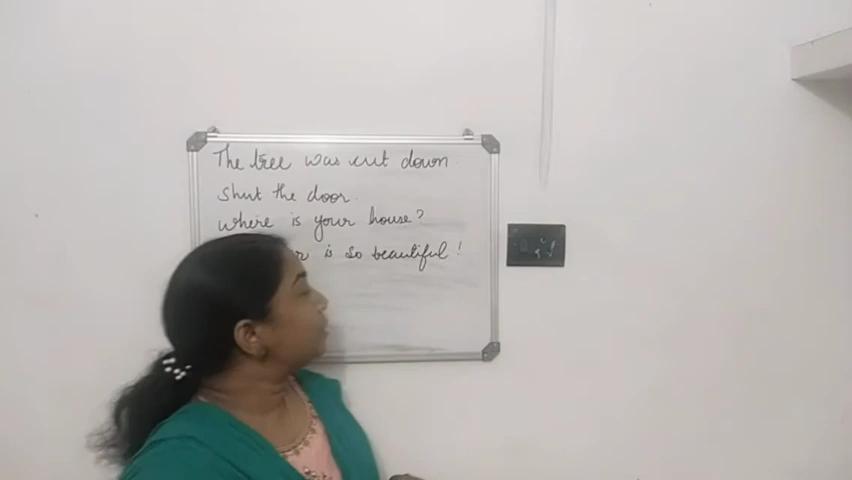 The tree was cut down
Shut the door.
Where is your house?
is so beautiful!